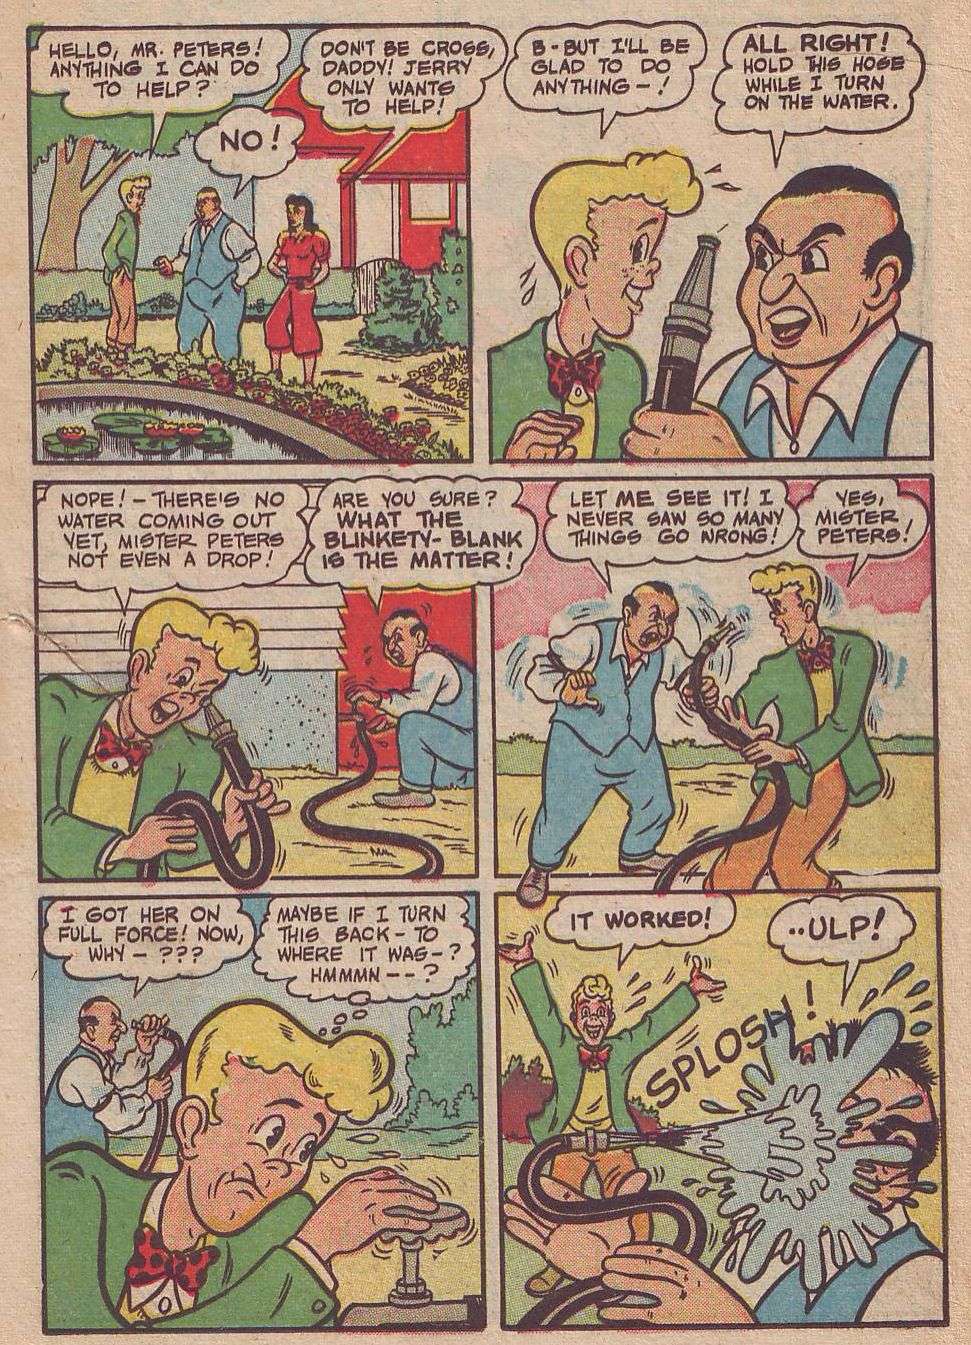 HELLO, MR. PETERS!
ANYTHING I CAN DO
TO HELP?
NO!
DON'T BE CROSS,
DADDY! JERRY
ONLY WANTS
TO HELP!
B-BUT I'LL BE
GLAD TO DO
ANYTHING-!
ALL RIGHT!
HOLD THIS HOSE
WHILE I TURN
ON THE WATER.
NOPE! - THERE'S NO
WATER COMING OUT
YET, MISTER PETERS
NOT EVEN A DROP!
ARE YOU SURE?
WHAT THE
BLINKETY-BLANK
IS THE MATTER!
LET ME SEE IT! I
NEVER SAW SO MANY
THINGS GO WRONG!
YES,
MISTER
PETERS!
I GOT HER ON
FULL FORCE! NOW,
WHY - ???
MAYBE IF I TURN
THIS BACK - TO
WHERE IT WAS-?
HMMMN --?
IT WORKED!
..ULP!
SPLOSH!